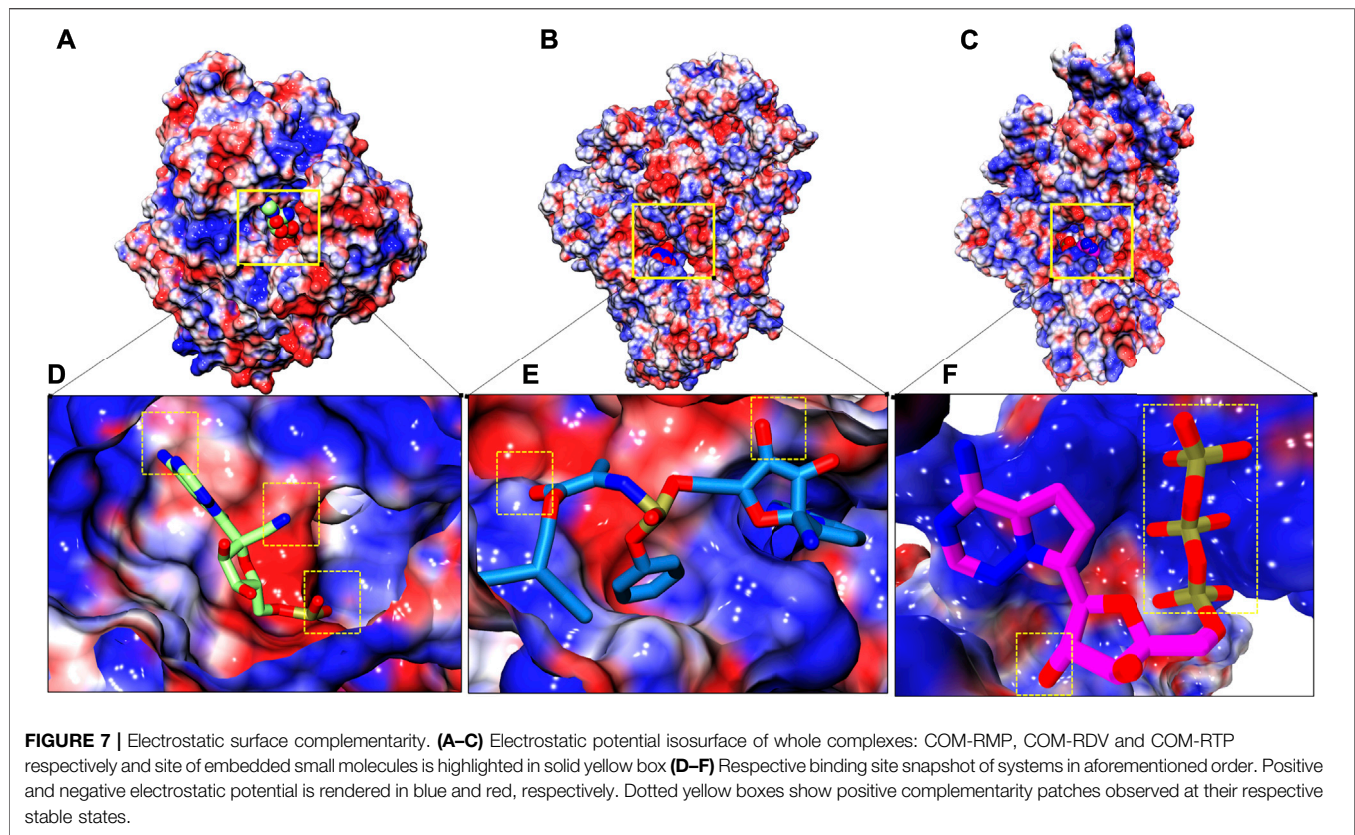 A
B
C
D
E
F
FIGURE 7 | Electrostatic surface complementarity. (A–C) Electrostatic potential isosurface of whole complexes: COM-RMP, COM-RDV and COM-RTP
respectively and site of embedded small molecules is highlighted in solid yellow box (D–F) Respective binding site snapshot of systems in aforementioned order. Positive
and negative electrostatic potential is rendered in blue and red, respectively. Dotted yellow boxes show positive complementarity patches observed at their respective
stable states.